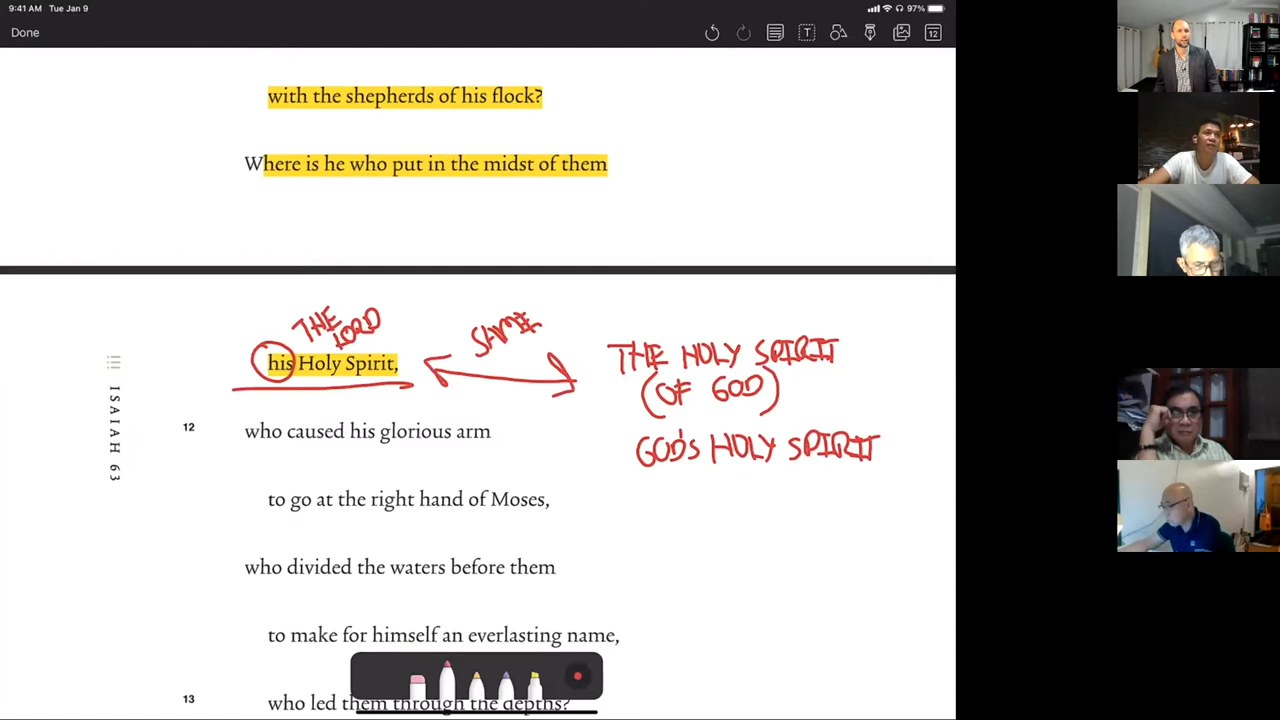 9:41 AM Tue Jan 9
97%
Done
12
with the shepherds of his flock?
Where is he who put in the midst of them
THE LORD
SAME
his Holy Spirit,
THE HOLY SPIRIT
(OF GOD)
GOD'S HOLY SPIRIT
ISAIAH 63
12 who caused his glorious arm
to go at the right hand of Moses,
who divided the waters before them
to make for himself an everlasting name,
13 who led them through the depths?